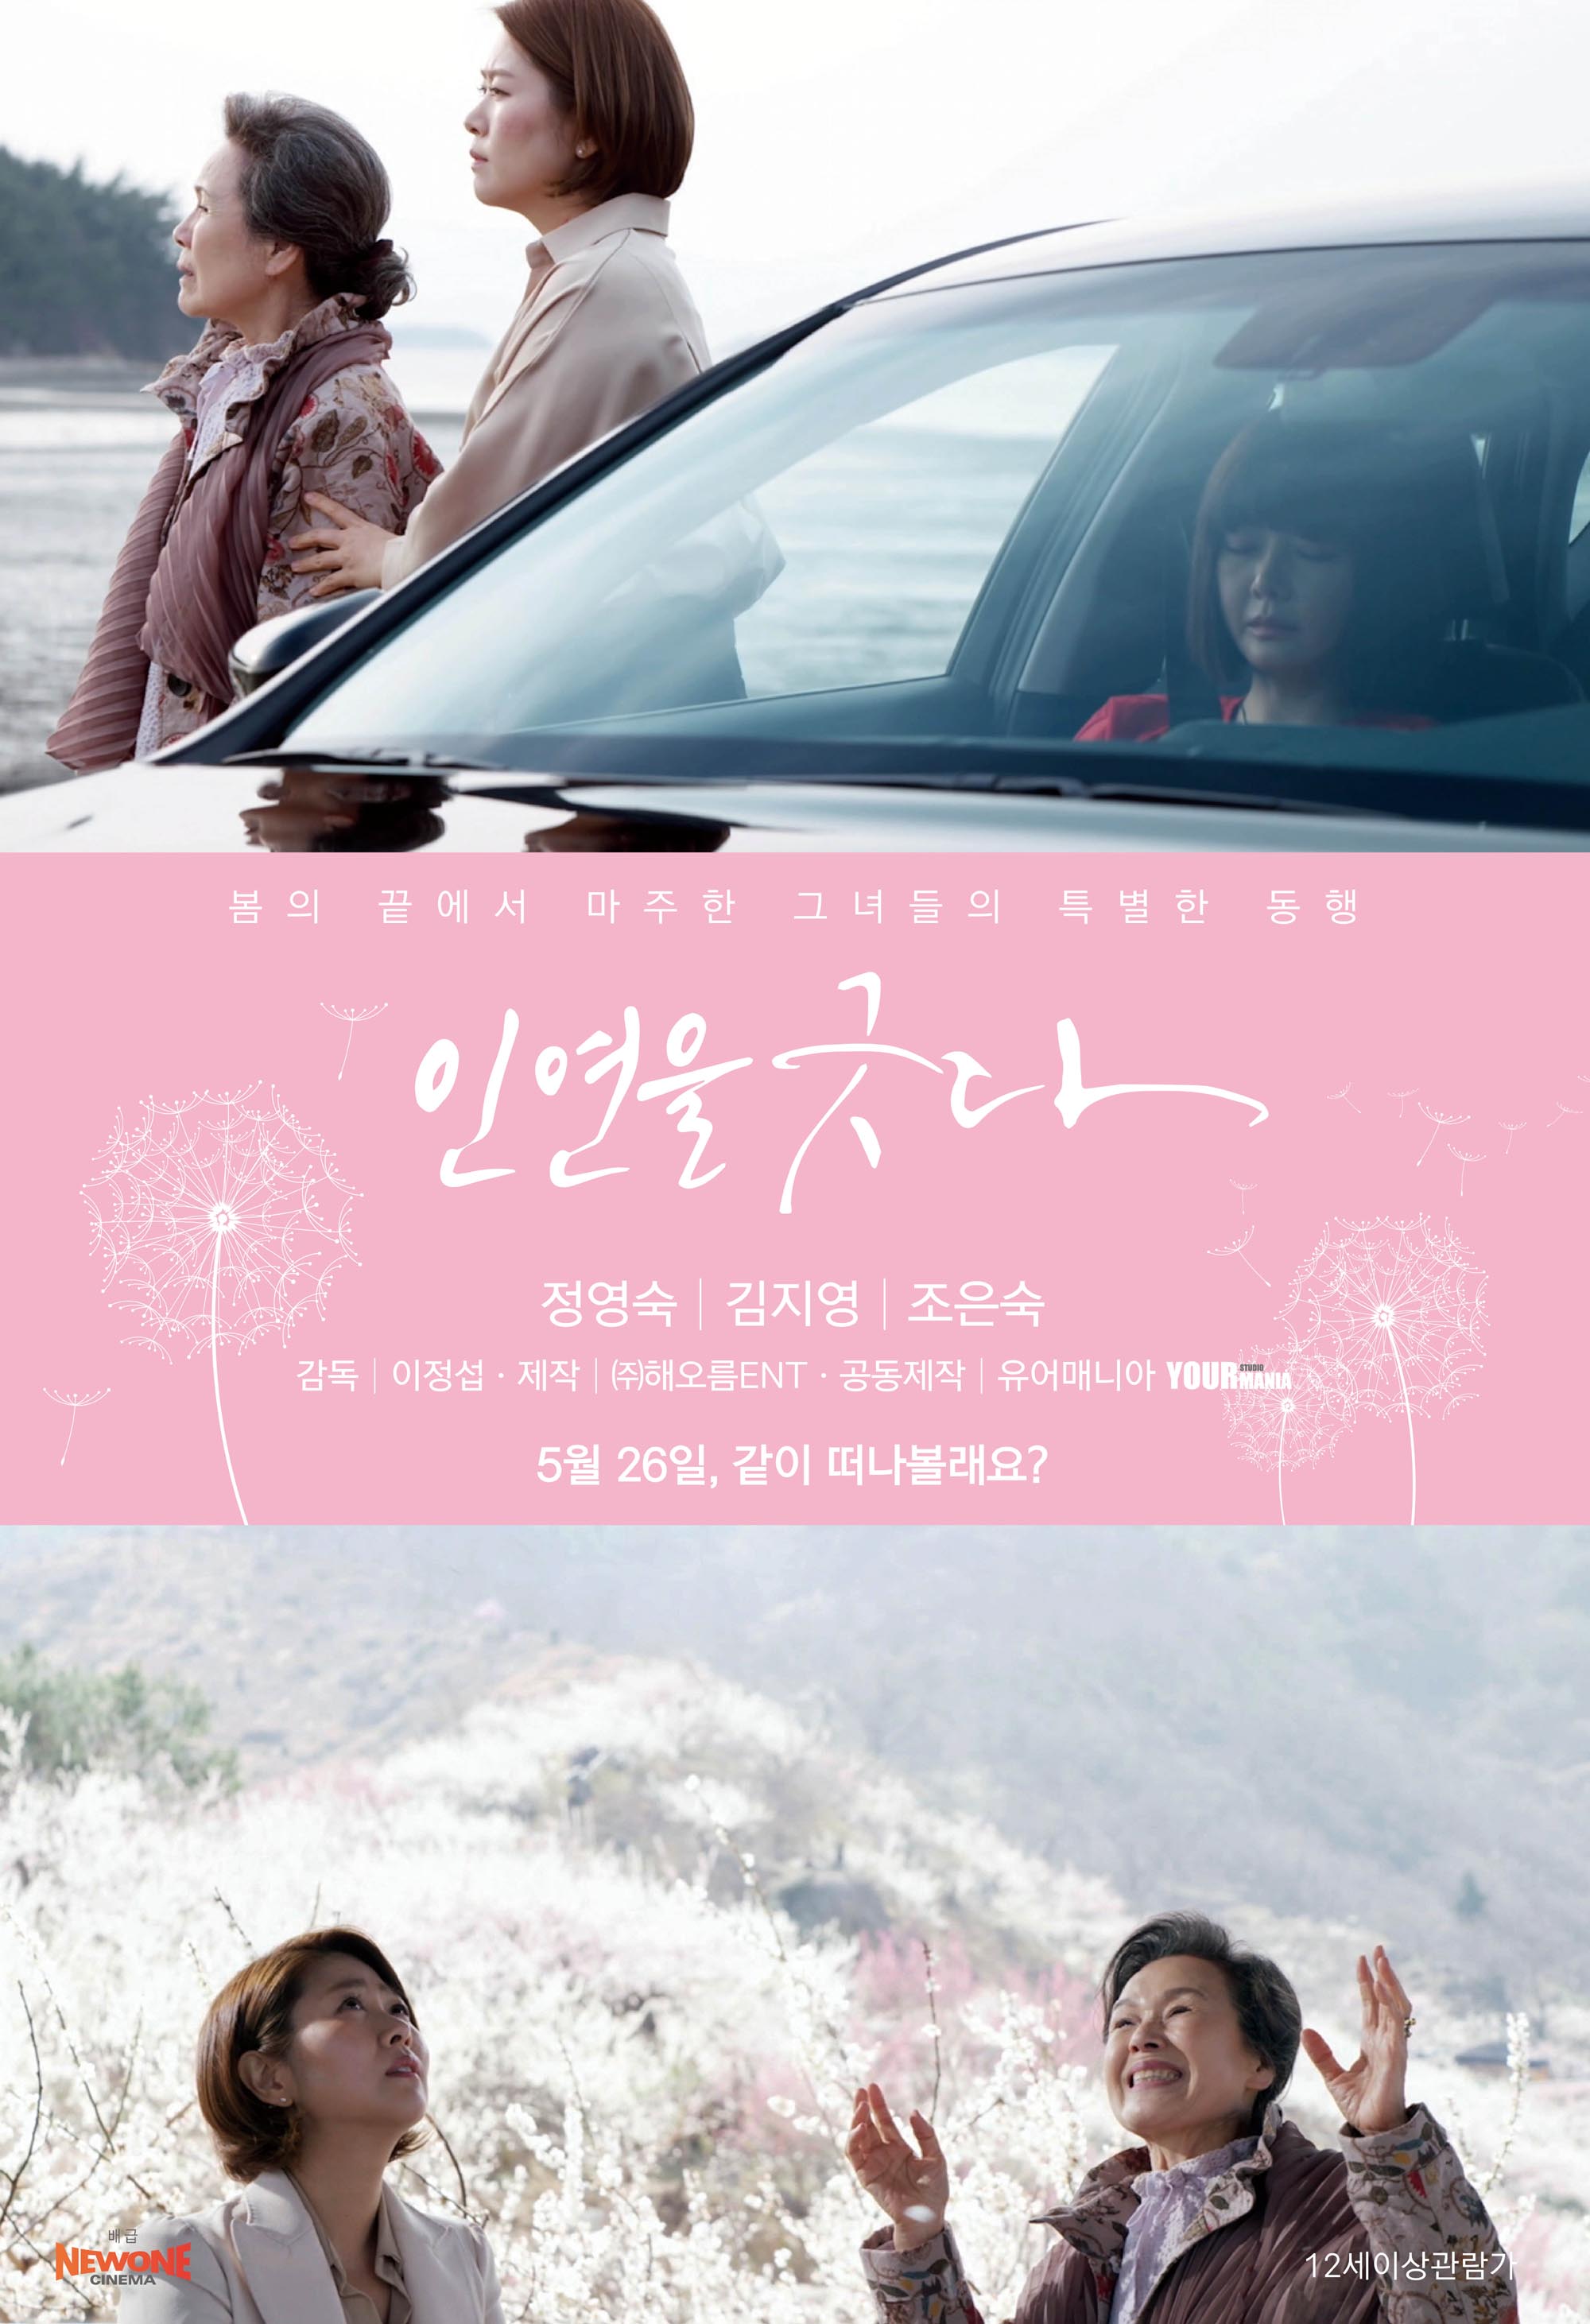 봄의 끝에서 마주한 그녀들의 특별한 동행
인연을 긋다
정영숙 | 김지영 | 조은숙
감독 | 이정섭 · 제작 | ㈜해오름ENT · 공동제작 | 유어매니아 YOUR STUDIO MANIA
5월 26일, 같이 떠나볼래요?
배급
NEWONE
CINEMA
12세이상관람가